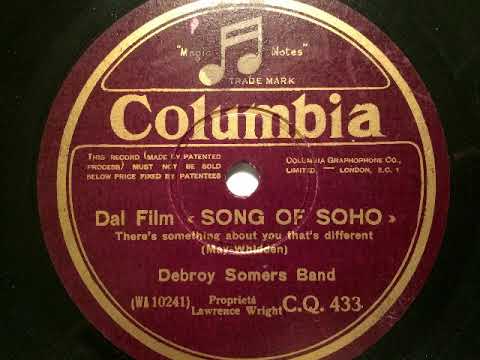 "Magic Notes"
TRADE MARK
Columbia
THIS RECORD (MADE BY PATENTED
PROCESS) MUST NOT BE SOLD
BELOW PRICE FIXED BY PATENTEES
COLUMBIA GRAPHOPHONE CO.,
LIMITED, — LONDON, E.C. 1
Dal Film « SONG OF SOHO »
There's something about you that's different
(May-Whidden)
Debroy Somers Band
(WA 10241)
Proprietà
Lawrence Wright
C.Q. 433